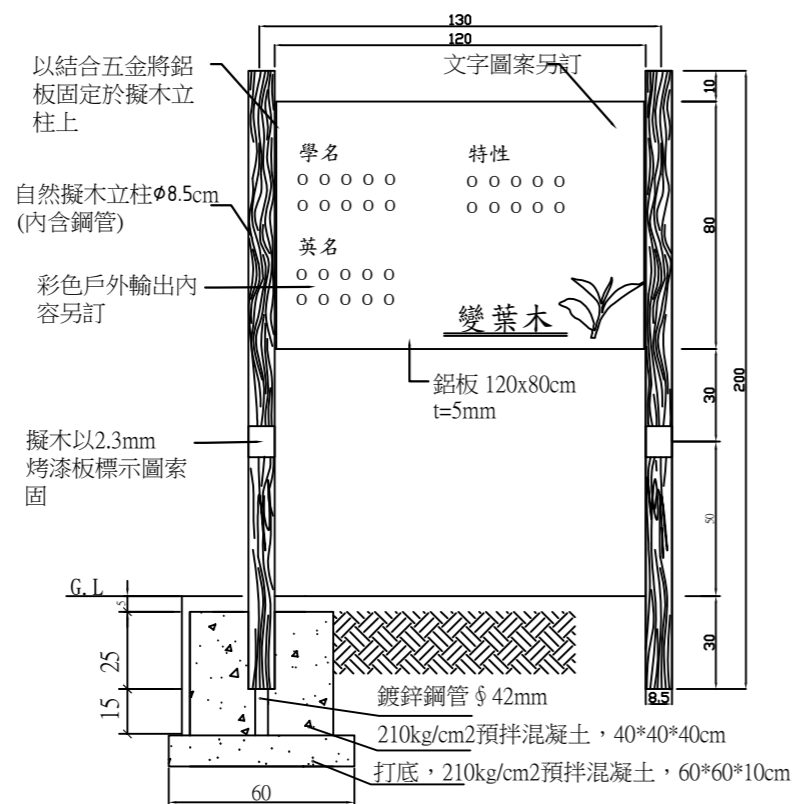 130
120
以結合五金將鋁
板固定於擬木立
柱上
文字圖案另訂
10
學名
特性
o o o o o
o o o o o
o o o o o
o o o o o
自然擬木立柱φ8.5cm
(內含鋼管)
80
英名
o o o o o
o o o o o
彩色戶外輸出內
容另訂
變葉木
鋁板 120x80cm
t=5mm
30
200
擬木以2.3mm
烤漆板標示圖索
固
50
G.L
5
25
30
15
鍍鋅鋼管 ∮ 42mm
8.5
210kg/cm2預拌混凝土，40*40*40cm
打底，210kg/cm2預拌混凝土，60*60*10cm
60